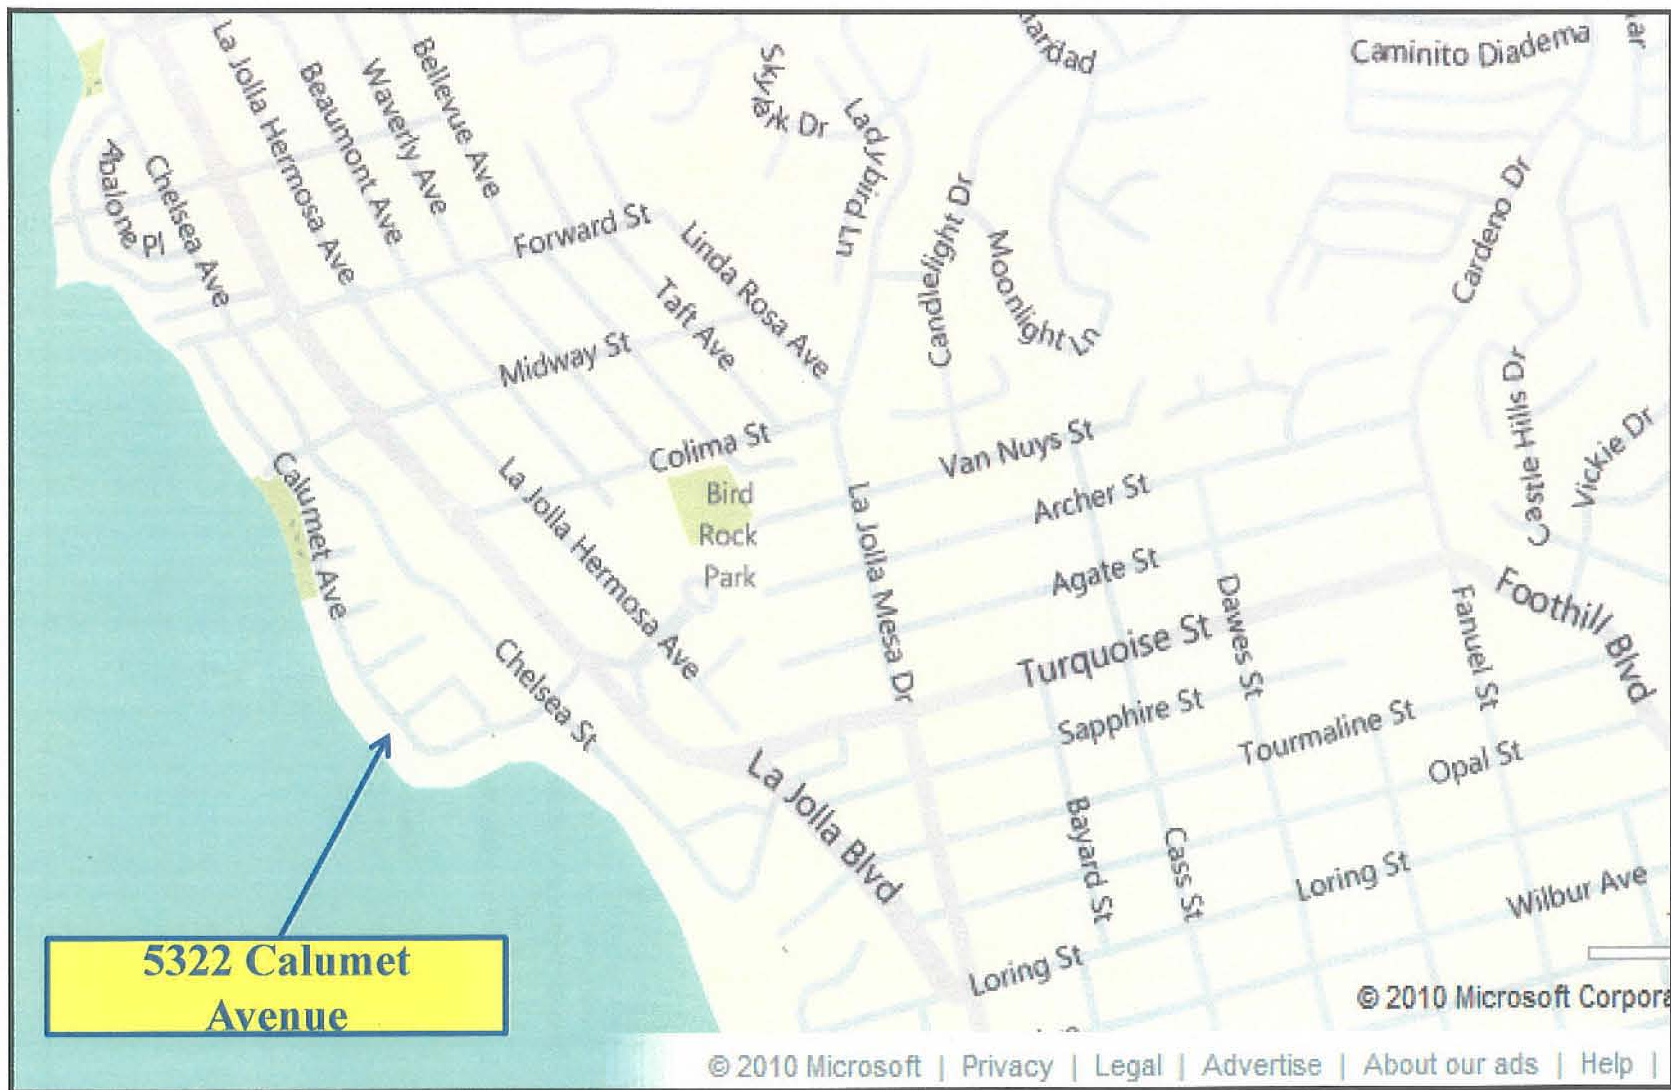 La Jolla Hermosa Ave
Beaumont Ave
Waverly Ave
Bellevue Ave
Skylark Dr
Ladybird Ln
Caminito Diadema
Abalone Pl
Chelsea Ave
Forward St
Linda Rosa Ave
Taft Ave
Candlelight Dr
Moonlight Ln
Cardeno Dr
Midway St
Castle Hills Dr
Vickie Dr
Colima St
Van Nuys St
Bird
Rock
Park
Archer St
Calumet Ave
La Jolla Hermosa Ave
La Jolla Mesa Dr
Agate St
Dawes St
Fanuel St
Foothill Blvd
Turquoise St
Chelsea St
Sapphire St
Tourmaline St
Opal St
La Jolla Blvd
Bayard St
Cass St
Loring St
Wilbur Ave
Loring St
5322 Calumet
Avenue
© 2010 Microsoft Corpora
© 2010 Microsoft | Privacy | Legal | Advertise | About our ads | Help |